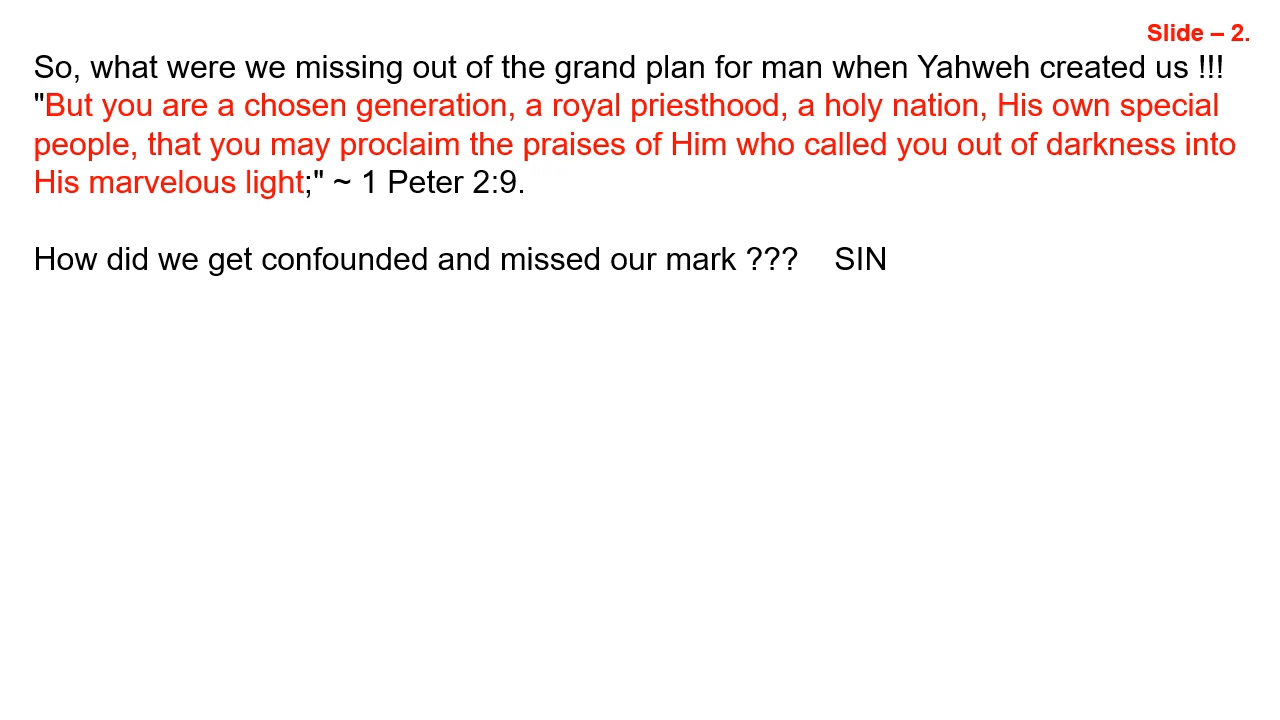 Slide – 2.
So, what were we missing out of the grand plan for man when Yahweh created us !!!
"But you are a chosen generation, a royal priesthood, a holy nation, His own special
people, that you may proclaim the praises of Him who called you out of darkness into
His marvelous light;" ~ 1 Peter 2:9.
How did we get confounded and missed our mark ??? SIN